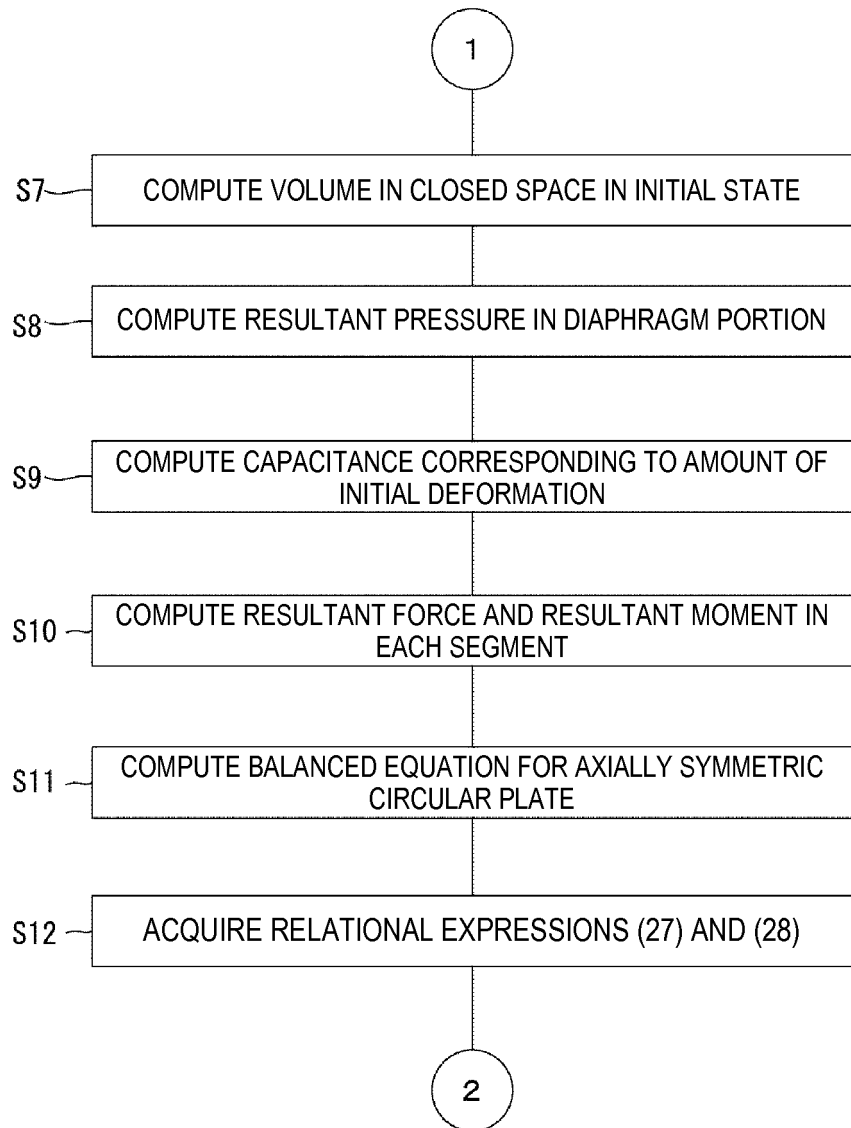 1
S7 COMPUTE VOLUME IN CLOSED SPACE IN INITIAL STATE
S8 COMPUTE RESULTANT PRESSURE IN DIAPHRAGM PORTION
S9 COMPUTE CAPACITANCE CORRESPONDING TO AMOUNT OF
INITIAL DEFORMATION
S10 COMPUTE RESULTANT FORCE AND RESULTANT MOMENT IN
EACH SEGMENT
S11 COMPUTE BALANCED EQUATION FOR AXIALLY SYMMETRIC
CIRCULAR PLATE
S12 ACQUIRE RELATIONAL EXPRESSIONS (27) AND (28)
2